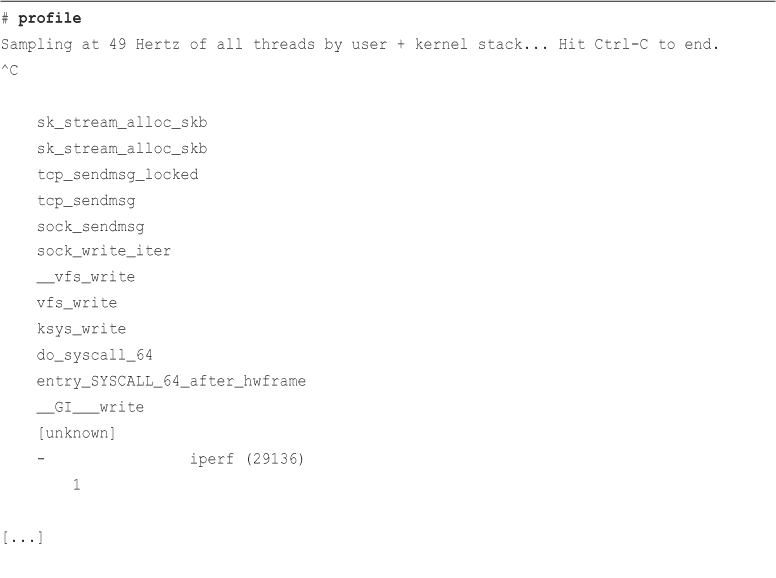 # profile
Sampling at 49 Hertz of all threads by user + kernel stack... Hit Ctrl-C to end.
^C
sk_stream_alloc_skb
sk_stream_alloc_skb
tcp_sendmsg_locked
tcp_sendmsg
sock_sendmsg
sock_write_iter
__vfs_write
vfs_write
ksys_write
do_syscall_64
entry_SYSCALL_64_after_hwframe
__GI___write
[unknown]
- iperf (29136)
1
[...]